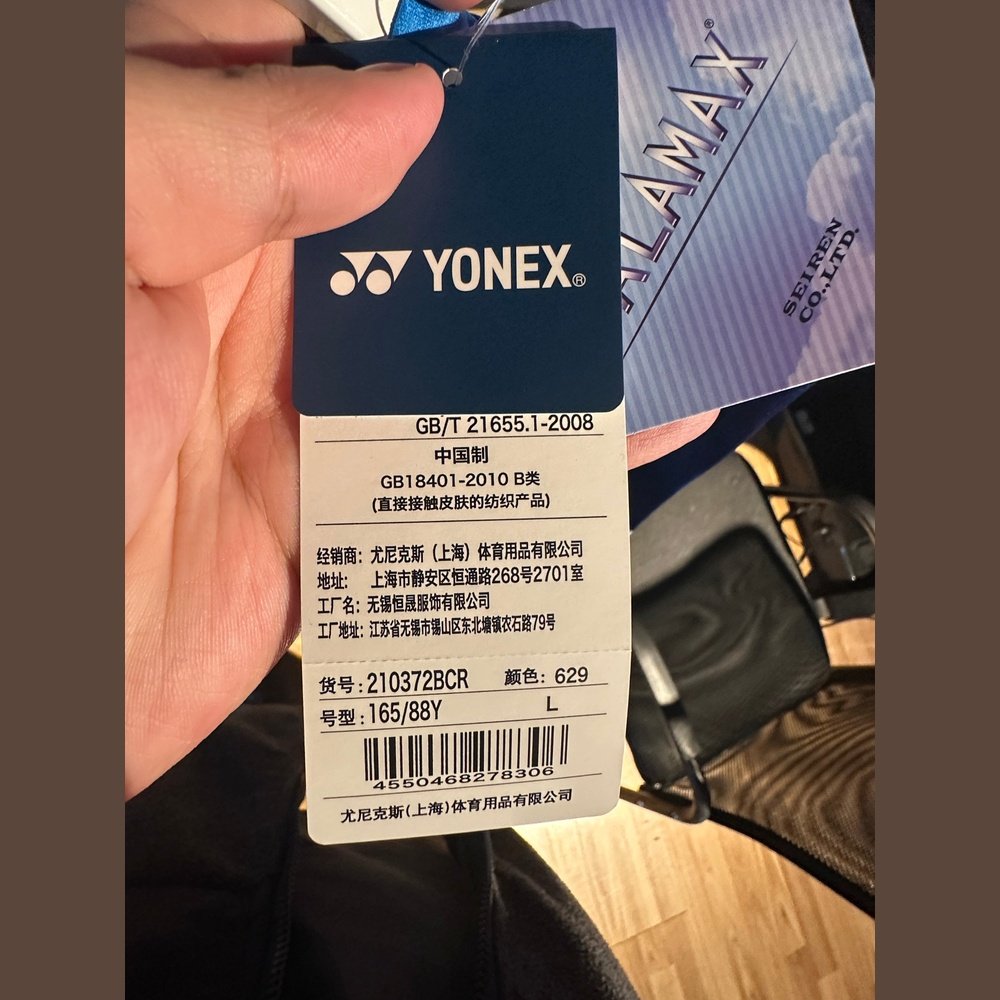 YONEX®
GB/T 21655.1-2008
中国制
GB18401-2010 B类
(直接接触皮肤的纺织产品)
经销商: 尤尼克斯（上海）体育用品有限公司
地址: 上海市静安区恒通路268号2701室
工厂名: 无锡恒晟服饰有限公司
工厂地址: 江苏省无锡市锡山区东北塘镇农石路79号
货号: 210372BCR 颜色: 629
号型: 165/88Y L
4550468278306
尤尼克斯(上海)体育用品有限公司
ALAMAX®
SEIREN
CO.,LTD.